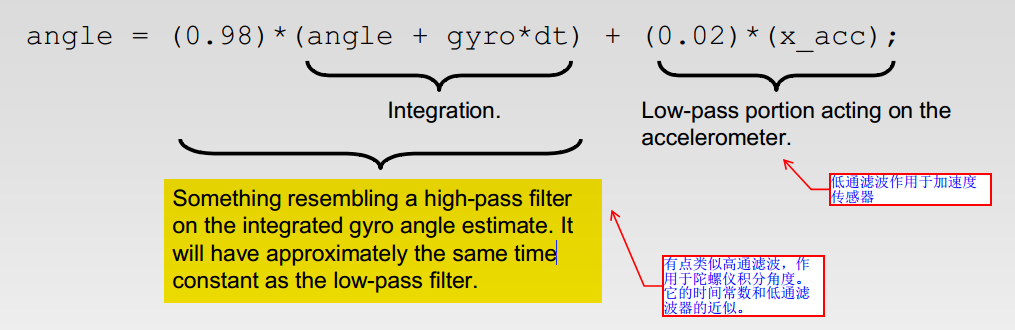 angle = (0.98)*(angle + gyro*dt) + (0.02)*(x_acc);
Integration.
Low-pass portion acting on the
accelerometer.
低通滤波作用于加速度
传感器
Something resembling a high-pass filter
on the integrated gyro angle estimate. It
will have approximately the same time
constant as the low-pass filter.
有点类似高通滤波，作
用于陀螺仪积分角度。
它的时间常数和低通滤
波器的近似。